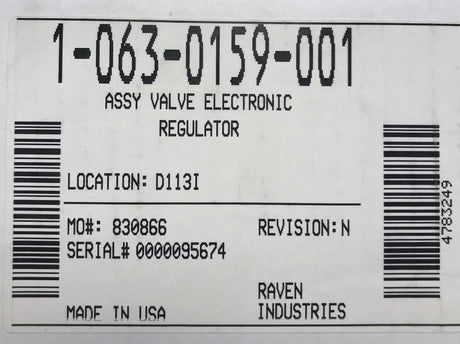 1-063-0159-001
ASSY VALVE ELECTRONIC
REGULATOR
LOCATION: D113I
MO#: 830866
REVISION: N
SERIAL# 0000095674
4783249
MADE IN USA
RAVEN
INDUSTRIES